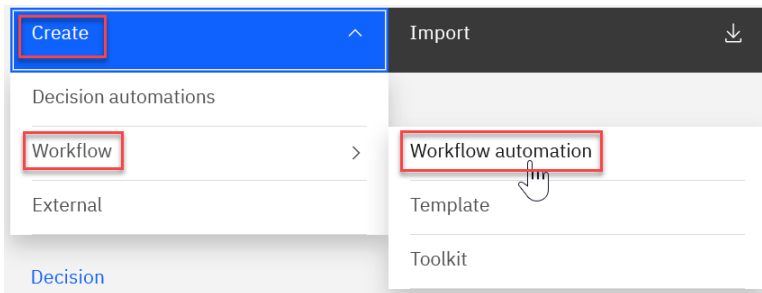 Create
Import
Decision automations
Workflow
Workflow automation
External
Template
Toolkit
Decision